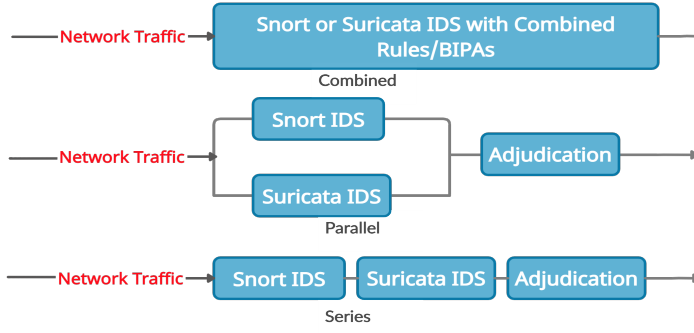 Network Traffic
Snort or Suricata IDS with Combined
Rules/BIPAs
Combined
Snort IDS
Network Traffic
Adjudication
Suricata IDS
Parallel
Network Traffic
Snort IDS
Suricata IDS
Adjudication
Series